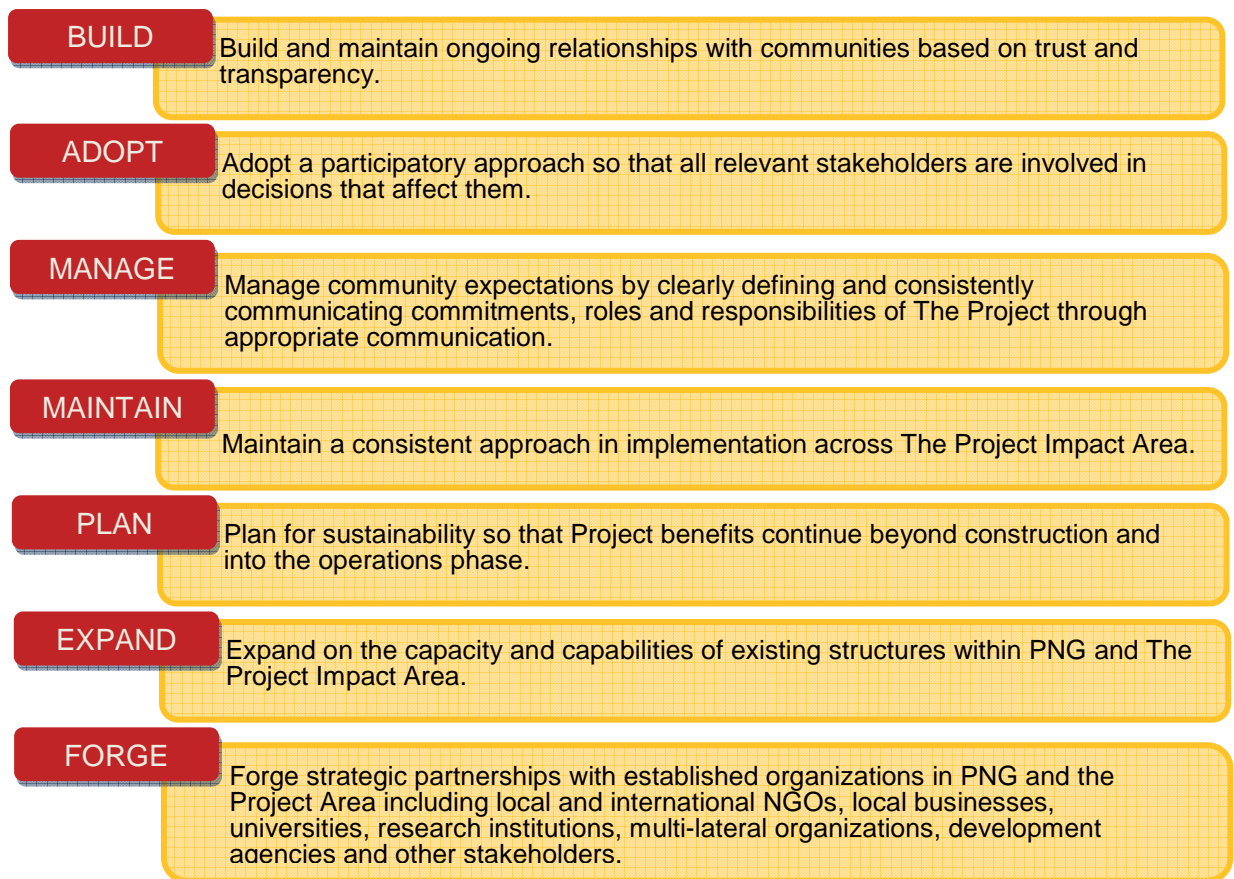 BUILD
Build and maintain ongoing relationships with communities based on trust and
transparency.
ADOPT
Adopt a participatory approach so that all relevant stakeholders are involved in
decisions that affect them.
MANAGE
Manage community expectations by clearly defining and consistently
communicating commitments, roles and responsibilities of The Project through
appropriate communication.
MAINTAIN
Maintain a consistent approach in implementation across The Project Impact Area.
PLAN
Plan for sustainability so that Project benefits continue beyond construction and
into the operations phase.
EXPAND
Expand on the capacity and capabilities of existing structures within PNG and The
Project Impact Area.
FORGE
Forge strategic partnerships with established organizations in PNG and the
Project Area including local and international NGOs, local businesses,
universities, research institutions, multi-lateral organizations, development
agencies and other stakeholders.